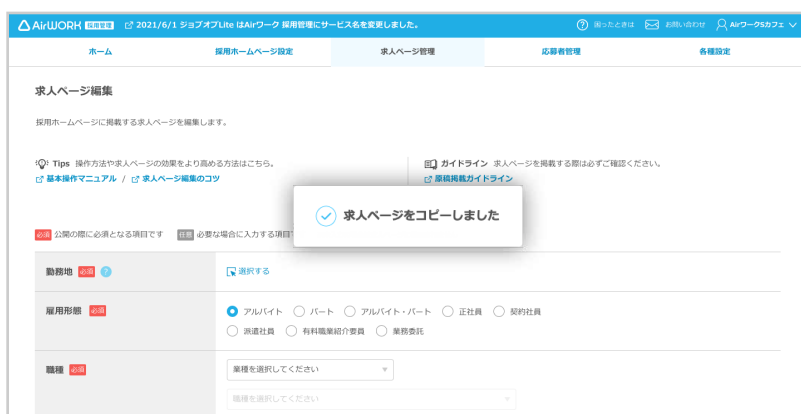 AirWORK 採用管理 2021/6/1 ジョブオプLite はAirワーク 採用管理にサービス名を変更しました。 困ったときは お問い合わせ AirワークSカフェ
ホーム 採用ホームページ設定 求人ページ管理 応募者管理 各種設定
求人ページ編集
採用ホームページに掲載する求人ページを編集します。
Tips 操作方法や求人ページの効果をより高める方法はこちら。
基本操作マニュアル / 求人ページ編集のコツ
ガイドライン 求人ページを掲載する際は必ずご確認ください。
原稿掲載ガイドライン
求人ページをコピーしました
必須 公開の際に必須となる項目です 任意 必要な場合に入力する項目
勤務地 必須 ? 選択する
雇用形態 必須 アルバイト パート アルバイト・パート 正社員 契約社員
派遣社員 有料職業紹介要員 業務委託
職種 必須 業種を選択してください
職種を選択してください